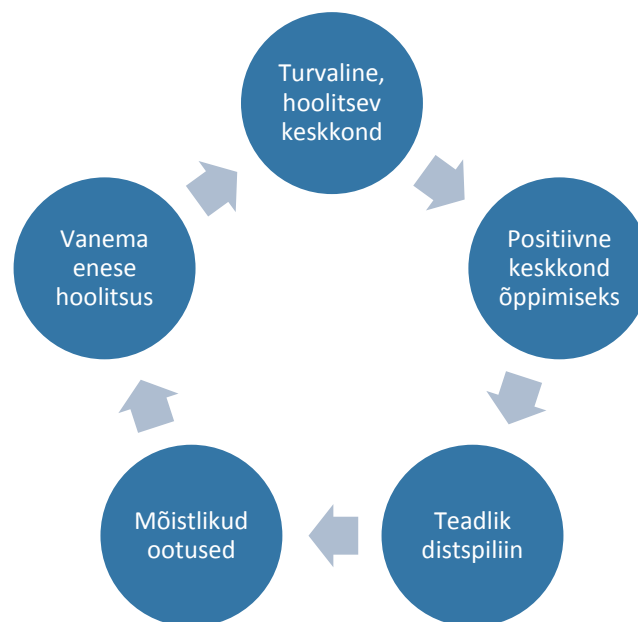 Turvaline,
hoolitsev
keskkond
Positiivne
keskkond
õppimiseks
Teadlik
distspiliin
Mõistlikud
ootused
Vanema
enese
hoolitsus